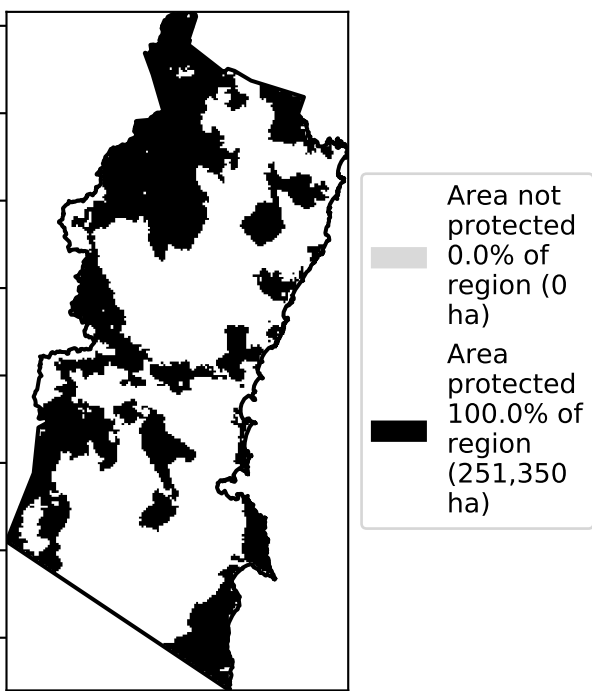 Area not
protected
0.0% of
region (0
ha)
Area
protected
100.0% of
region
(251,350
ha)